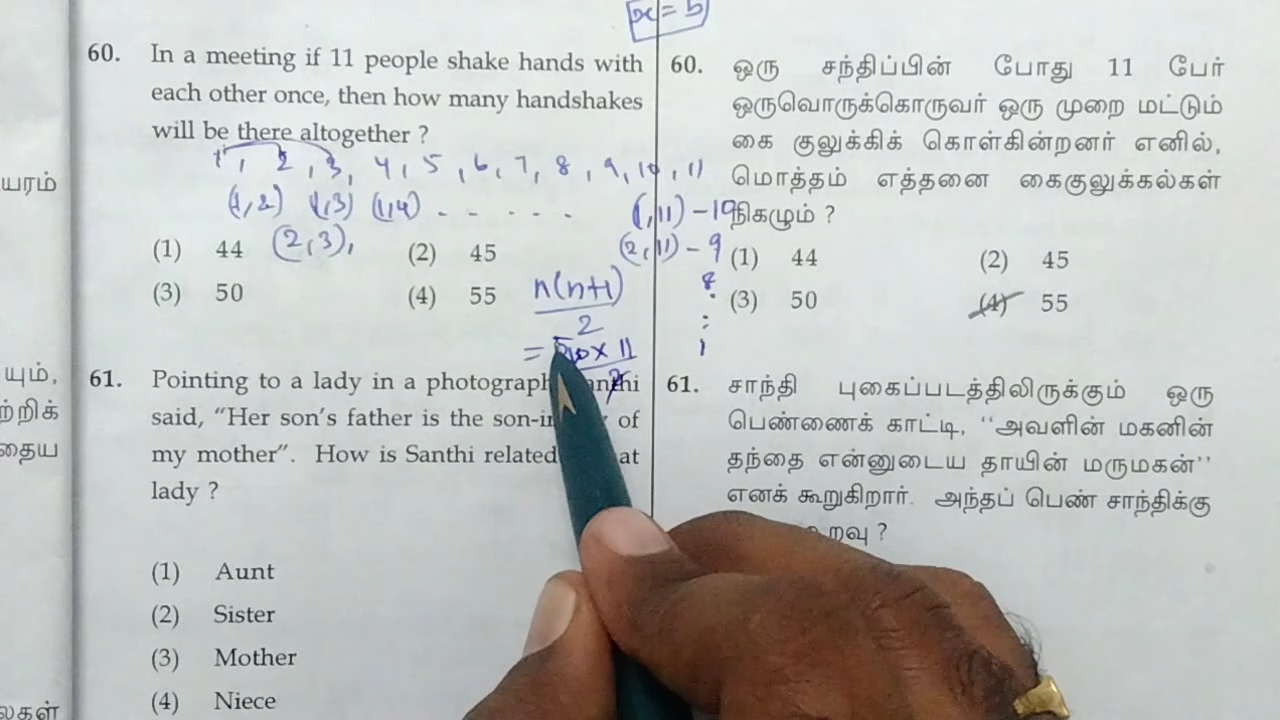 x = 5
60. In a meeting if 11 people shake hands with
each other once, then how many handshakes
will be there altogether ?
1, 2, 3, 4, 5, 6, 7, 8, 9, 10, 11
(1,2) (1,3) (1,4) - - - - - (1,11) - 10
(2,3), (2,11) - 9
8
:
1
(1) 44 (2) 45
(3) 50 (4) 55
n(n+1)
2
= 10 x 11
2
61. Pointing to a lady in a photograph
said, "Her son's father is the son-in of
my mother". How is Santhi related
lady ?
(1) Aunt
(2) Sister
(3) Mother
(4) Niece
60. ஒரு சந்திப்பின் போது 11 பேர்
ஒருவொருக்கொருவர் ஒரு முறை மட்டும்
கை குலுக்கிக் கொள்கின்றனர் எனில்,
மொத்தம் எத்தனை கைகுலுக்கல்கள்
நிகழும் ?
(1) 44 (2) 45
(3) 50 (4) 55
61. சாந்தி புகைப்படத்திலிருக்கும் ஒரு
பெண்ணைக் காட்டி, "அவளின் மகனின்
தந்தை என்னுடைய தாயின் மருமகன்"
எனக் கூறுகிறார். அந்தப் பெண் சாந்திக்கு
உறவு ?
யரம்
யும்,
ற்றிக்
தைய